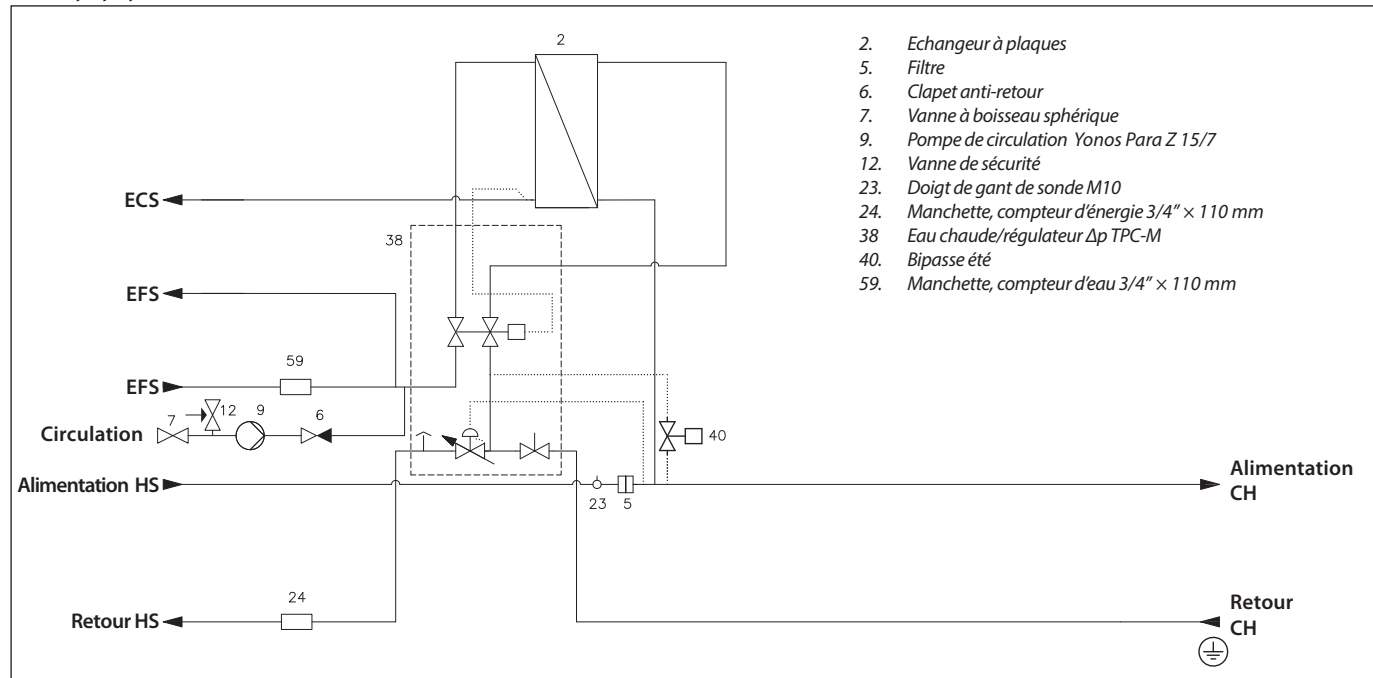 2
2. Echangeur à plaques
5. Filtre
6. Clapet anti-retour
7. Vanne à boisseau sphérique
9. Pompe de circulation Yonos Para Z 15/7
12. Vanne de sécurité
23. Doigt de gant de sonde M10
24. Manchette, compteur d'énergie 3/4" × 110 mm
38 Eau chaude/régulateur Δp TPC-M
40. Bipasse été
59. Manchette, compteur d'eau 3/4" × 110 mm
ECS
38
EFS
59
EFS
7
12
9
6
Circulation
40
Alimentation HS
23
5
Alimentation
CH
24
Retour HS
Retour
CH